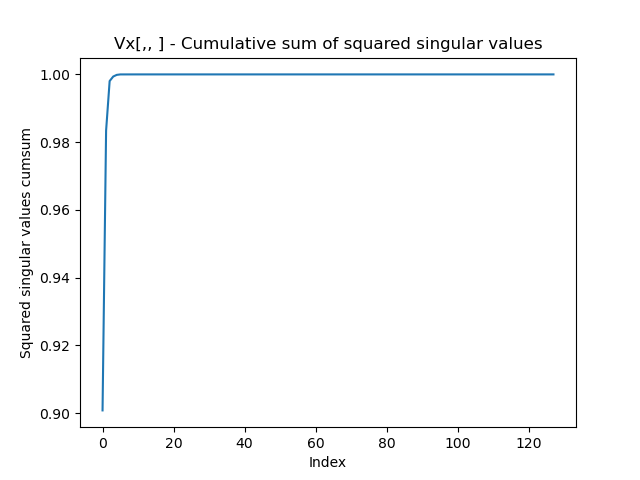 Vx[,, ] - Cumulative sum of squared singular values
Squared singular values cumsum
1.00
0.98
0.96
0.94
0.92
0.90
0 20 40 60 80 100 120
Index